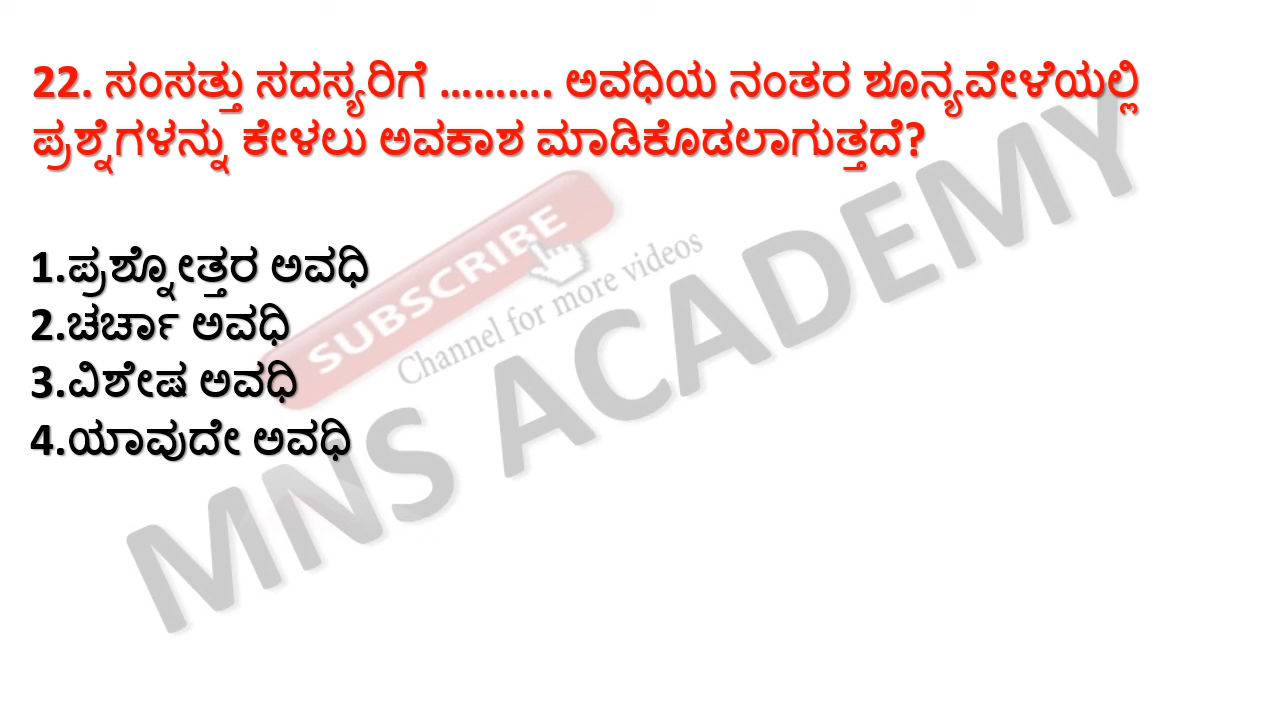 22. ಸಂಸತ್ತು ಸದಸ್ಯರಿಗೆ .......... ಅವಧಿಯ ನಂತರ ಶೂನ್ಯವೇಳೆಯಲ್ಲಿ
ಪ್ರಶ್ನೆಗಳನ್ನು ಕೇಳಲು ಅವಕಾಶ ಮಾಡಿಕೊಡಲಾಗುತ್ತದೆ?
1.ಪ್ರಶ್ನೋತ್ತರ ಅವಧಿ
2.ಚರ್ಚಾ ಅವಧಿ
3.ವಿಶೇಷ ಅವಧಿ
4.ಯಾವುದೇ ಅವಧಿ
SUBSCRIBE
Channel for more videos
MNS ACADEMY